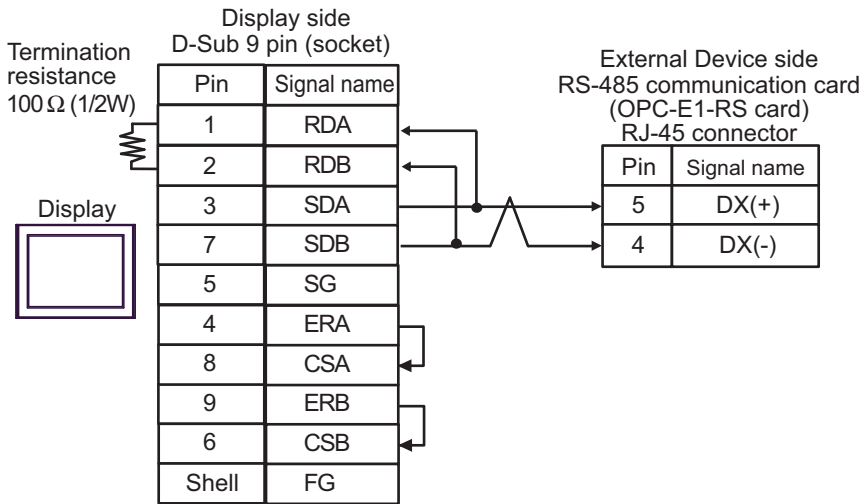 Display side
D-Sub 9 pin (socket)
Termination
resistance
100Ω (1/2W)
Pin Signal name
1 RDA
2 RDB
3 SDA
7 SDB
5 SG
4 ERA
8 CSA
9 ERB
6 CSB
Shell FG
Display
External Device side
RS-485 communication card
(OPC-E1-RS card)
RJ-45 connector
Pin Signal name
5 DX(+)
4 DX(-)